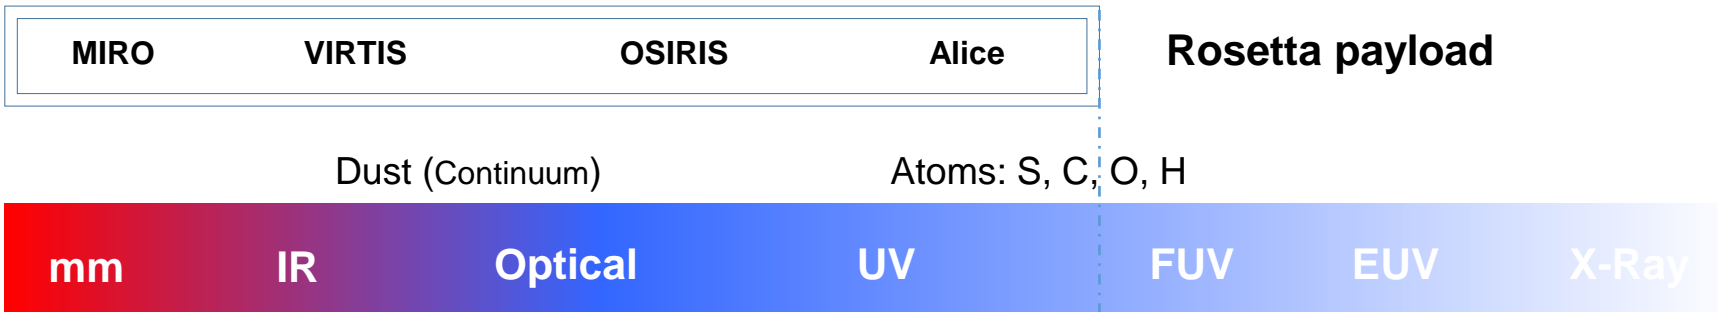 MIRO VIRTIS OSIRIS Alice Rosetta payload
Dust (Continuum) Atoms: S, C, O, H
mm IR Optical UV FUV EUV X-Ray